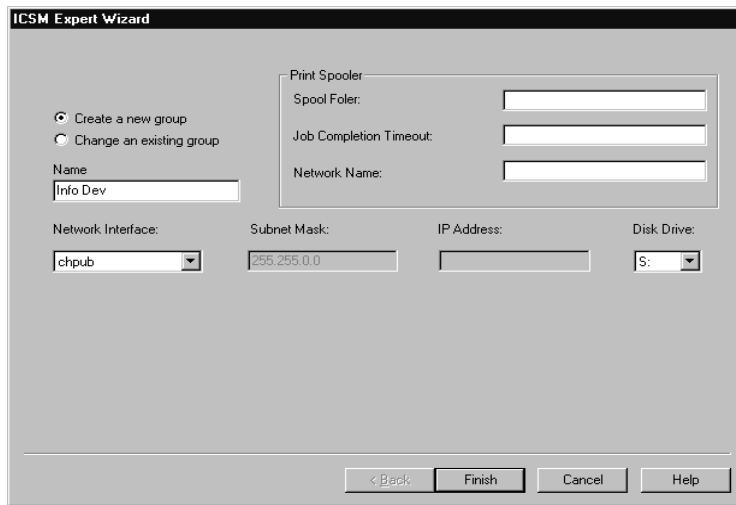 ICSM Expert Wizard
Print Spooler
Spool Foler:
Create a new group
Job Completion Timeout:
Change an existing group
Name
Network Name:
Info Dev
Network Interface: Subnet Mask: IP Address: Disk Drive:
chpub 255.255.0.0 S:
< Back Finish Cancel Help